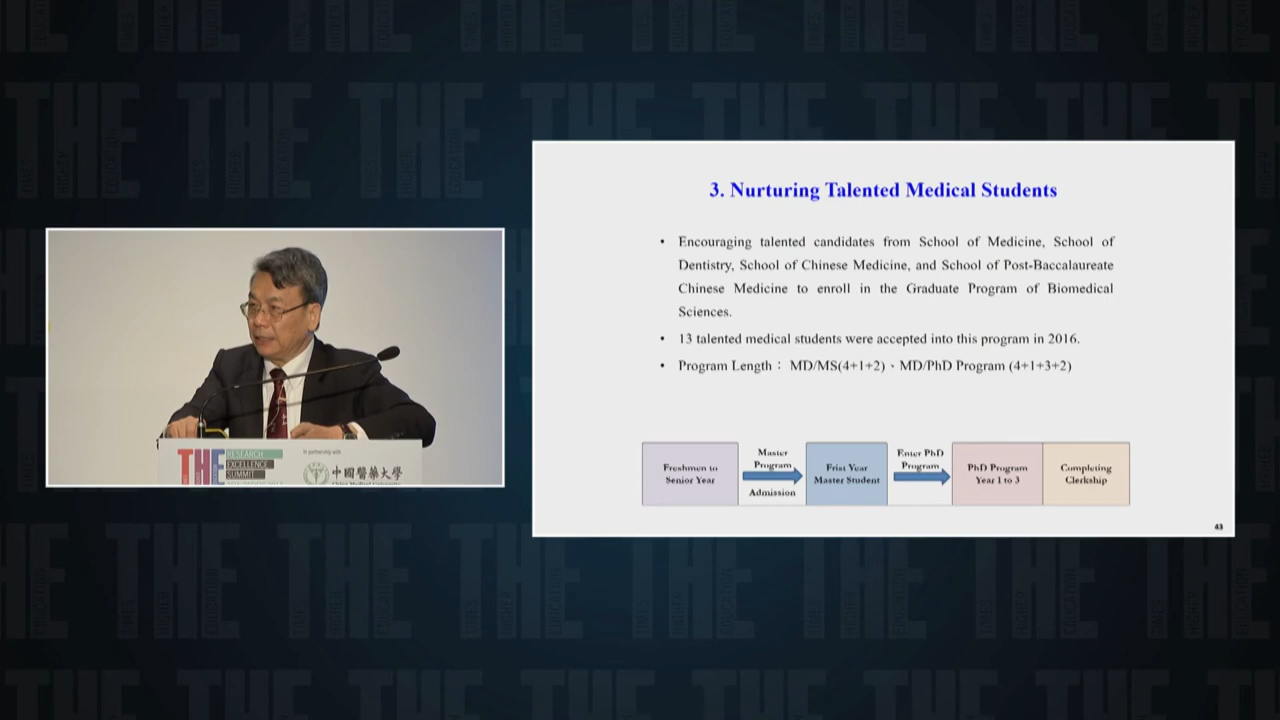 3. Nurturing Talented Medical Students
• Encouraging talented candidates from School of Medicine, School of
Dentistry, School of Chinese Medicine, and School of Post-Baccalaureate
Chinese Medicine to enroll in the Graduate Program of Biomedical
Sciences.
• 13 talented medical students were accepted into this program in 2016.
• Program Length： MD/MS(4+1+2)、MD/PhD Program (4+1+3+2)
Freshmen to
Senior Year
Master
Program
Admission
Frist Year
Master Student
Enter PhD
Program
PhD Program
Year 1 to 3
Completing
Clerkship
43
THE
RESEARCH
EXCELLENCE
SUMMIT
In partnership with
中國醫藥大學
China Medical University